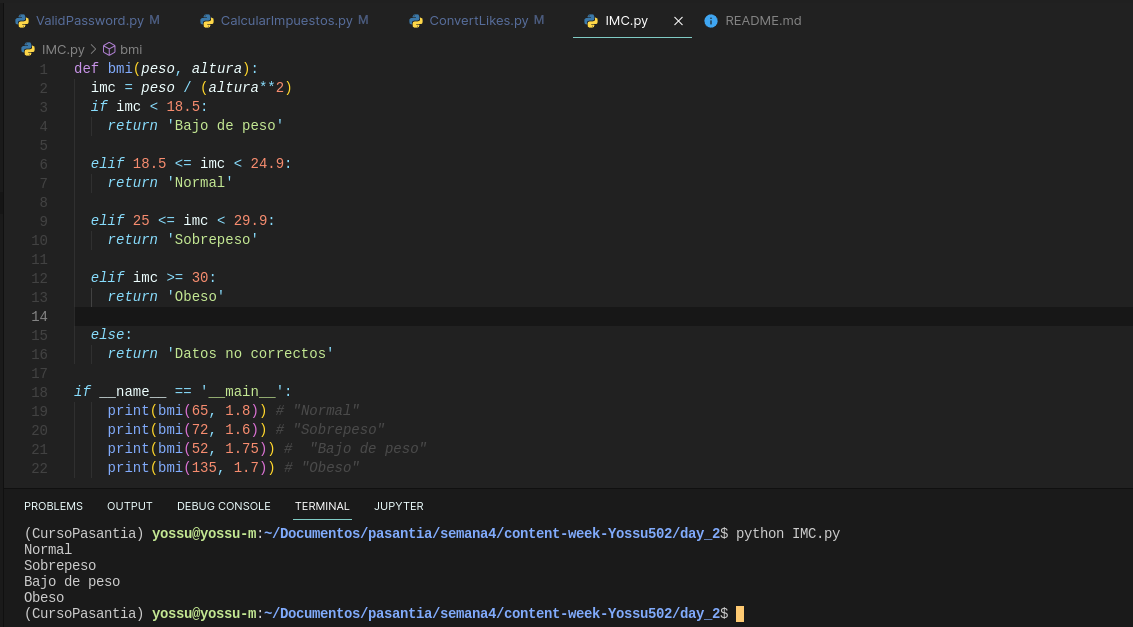 ValidPassword.py M CalcularImpuestos.py M ConvertLikes.py M IMC.py × README.md
IMC.py > bmi
1 def bmi(peso, altura):
2 imc = peso / (altura**2)
3 if imc < 18.5:
4 return 'Bajo de peso'
5
6 elif 18.5 <= imc < 24.9:
7 return 'Normal'
8
9 elif 25 <= imc < 29.9:
10 return 'Sobrepeso'
11
12 elif imc >= 30:
13 return 'Obeso'
14
15 else:
16 return 'Datos no correctos'
17
18 if __name__ == '__main__':
19 print(bmi(65, 1.8)) # "Normal"
20 print(bmi(72, 1.6)) # "Sobrepeso"
21 print(bmi(52, 1.75)) #  "Bajo de peso"
22 print(bmi(135, 1.7)) # "Obeso"
PROBLEMS OUTPUT DEBUG CONSOLE TERMINAL JUPYTER
(CursoPasantia) yossu@yossu-m:~/Documentos/pasantia/semana4/content-week-Yossu502/day_2$ python IMC.py
Normal
Sobrepeso
Bajo de peso
Obeso
(CursoPasantia) yossu@yossu-m:~/Documentos/pasantia/semana4/content-week-Yossu502/day_2$